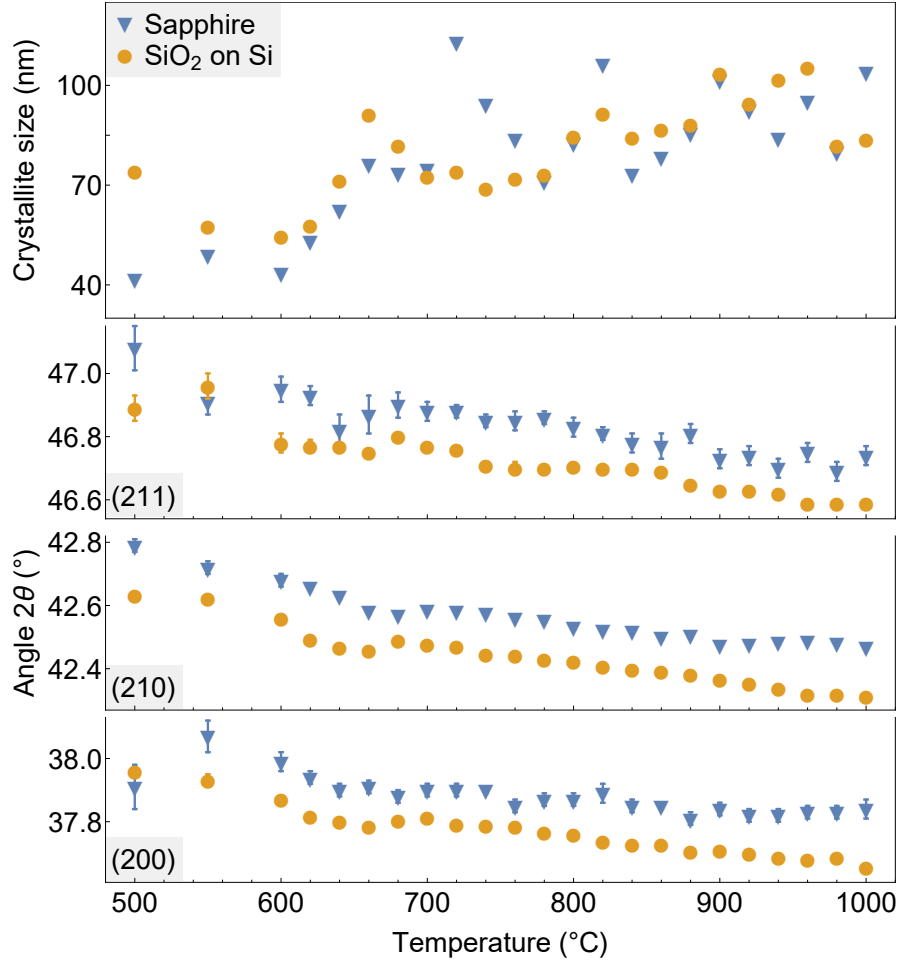 Sapphire
SiO₂ on Si
Crystallite size (nm)
100
70
40
47.0
46.8
46.6
(211)
Angle 2θ (°)
42.8
42.6
42.4
(210)
38.0
37.8
(200)
500 600 700 800 900 1000
Temperature (°C)